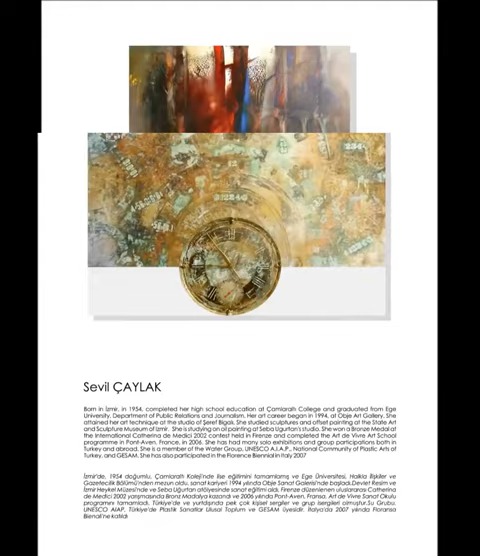 Sevil ÇAYLAK
Born in İzmir, in 1954, completed her high school education at Çamlaraltı College and graduated from Ege
University, Department of Public Relations and Journalism. Her art career began in 1994, at Obje Art Gallery. She
attained her art technique at the studio of Şeref Bigalı. She studied sculptures and offset painting at the State Art
and Sculpture Museum of İzmir. She is studying on oil painting at Seba Uğurtan's studio. She won a Bronze Medal at
the International Catherina de Medici 2002 contest held in Firenze and completed the Art de Vivre Art School
programme in Pont-Aven, France, in 2006. She has had many solo exhibitions and group participations both in
Turkey and abroad. She is a member of the Water Group, UNESCO A.I.A.P., National Community of Plastic Arts of
Turkey, and GESAM. She has also participated in the Florence Biennial in Italy 2007
İzmir'de, 1954 doğumlu, Çamlaraltı Koleji'nde lise eğitimini tamamlamış ve Ege Üniversitesi, Halkla İlişkiler ve
Gazetecilik Bölümü'nden mezun oldu. sanat kariyeri 1994 yılında Obje Sanat Galerisi'nde başladı.Devlet Resim ve
İzmir Heykel Müzesi'nde ve Seba Uğurtan atölyesinde sanat eğitimi aldı. Firenze düzenlenen uluslararası Catherina
de Medici 2002 yarışmasında Bronz Madalya kazandı ve 2006 yılında Pont-Aven, Fransa, Art de Vivre Sanat Okulu
programını tamamladı. Türkiye'de ve yurtdışında pek çok kişisel sergiler ve grup sergileri olmuştur.Su Grubu,
UNESCO AIAP, Türkiye'de Plastik Sanatlar Ulusal Toplum ve GESAM üyesidir. İtalya'da 2007 yılında Floransa
Bienali'ne katıldı